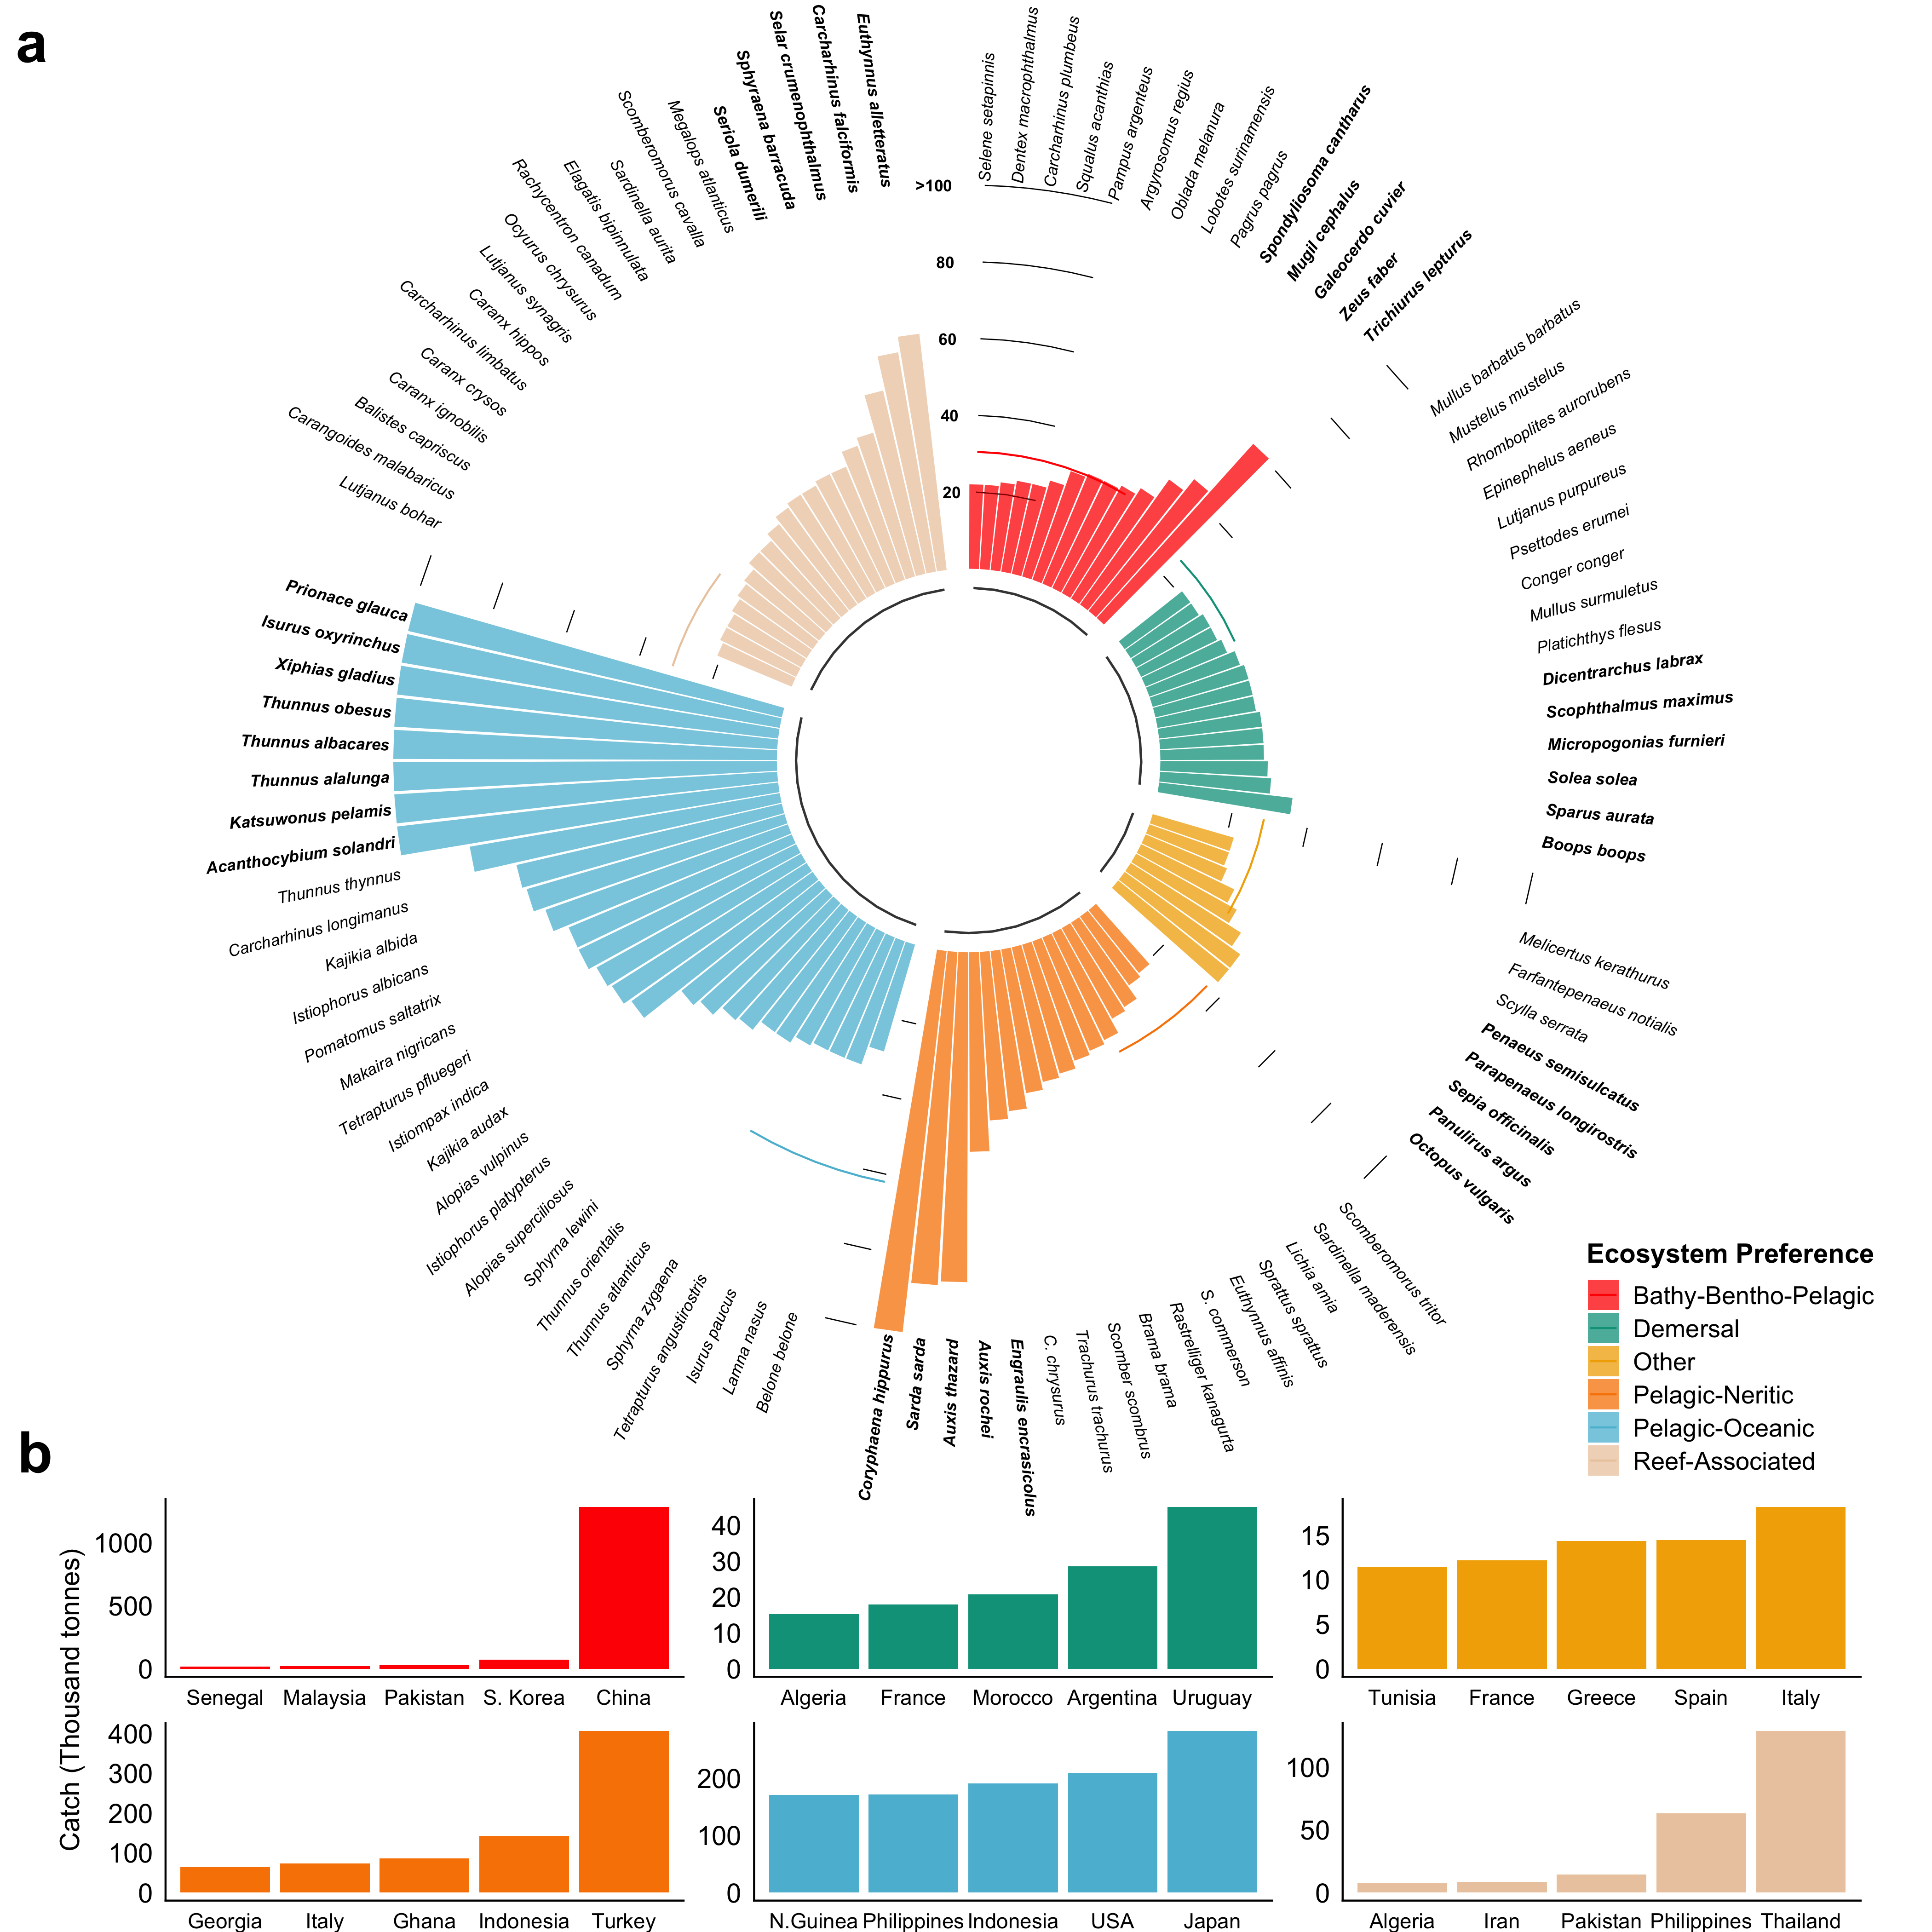 a
Selene setapinnis
Dentex macrophthalmus
Carcharhinus plumbeus
Squalus acanthias
Pampus argenteus
Argyrosomus regius
Oblada melanura
Lobotes surinamensis
Pagrus pagrus
Spondyliosoma cantharus
Mugil cephalus
Galeocerdo cuvier
Zeus faber
Trichiurus lepturus
Mullus barbatus barbatus
Mustelus mustelus
Rhomboplites aurorubens
Epinephelus aeneus
Lutjanus purpureus
Psettodes erumei
Conger conger
Mullus surmuletus
Platichthys flesus
Dicentrarchus labrax
Scophthalmus maximus
Micropogonias furnieri
Solea solea
Sparus aurata
Boops boops
Melicertus kerathurus
Farfantepenaeus notialis
Scylla serrata
Penaeus semisulcatus
Parapenaeus longirostris
Sepia officinalis
Panulirus argus
Octopus vulgaris
Scomberomorus tritor
Sardinella maderensis
Lichia amia
Sprattus sprattus
Euthynnus affinis
S. commerson
Rastrelliger kanagurta
Brama brama
Scomber scombrus
Trachurus trachurus
C. chrysurus
Engraulis encrasicolus
Auxis rochei
Auxis thazard
Sarda sarda
Coryphaena hippurus
Belone belone
Lamna nasus
Isurus paucus
Tetrapturus angustirostris
Sphyrna zygaena
Thunnus atlanticus
Thunnus orientalis
Sphyrna lewini
Alopias superciliosus
Istiophorus platypterus
Alopias vulpinus
Kajikia audax
Istiompax indica
Tetrapturus pfluegeri
Makaira nigricans
Pomatomus saltatrix
Istiophorus albicans
Kajikia albida
Carcharhinus longimanus
Thunnus thynnus
Acanthocybium solandri
Katsuwonus pelamis
Thunnus alalunga
Thunnus albacares
Thunnus obesus
Xiphias gladius
Isurus oxyrinchus
Prionace glauca
Lutjanus bohar
Carangoides malabaricus
Balistes capriscus
Caranx ignobilis
Caranx crysos
Carcharhinus limbatus
Caranx hippos
Lutjanus synagris
Ocyurus chrysurus
Rachycentron canadum
Elagatis bipinnulata
Sardinella aurita
Scomberomorus cavalla
Megalops atlanticus
Seriola dumerili
Sphyraena barracuda
Selar crumenophthalmus
Carcharhinus falciformis
Euthynnus alletteratus
>100
80
60
40
20
Ecosystem Preference
Bathy-Bentho-Pelagic
Demersal
Other
Pelagic-Neritic
Pelagic-Oceanic
Reef-Associated
b
Catch (Thousand tonnes)
1000
500
0
Senegal Malaysia Pakistan S. Korea China
40
30
20
10
0
Algeria France Morocco Argentina Uruguay
15
10
5
0
Tunisia France Greece Spain Italy
400
300
200
100
0
Georgia Italy Ghana Indonesia Turkey
200
100
0
N.Guinea Philippines Indonesia USA Japan
100
50
0
Algeria Iran Pakistan Philippines Thailand